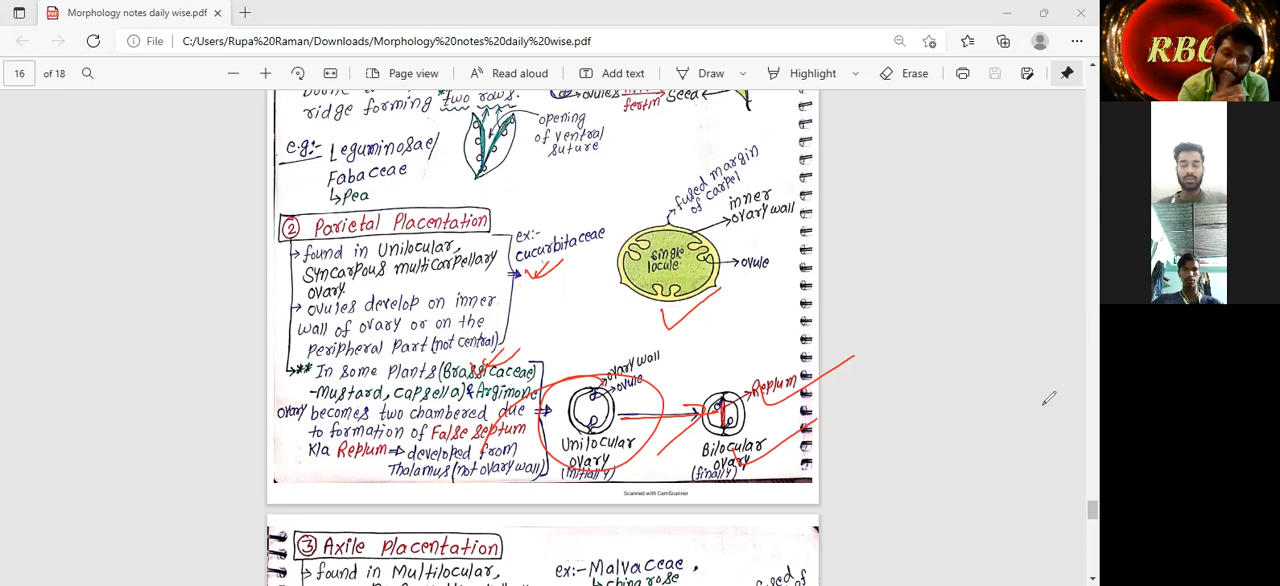 Morphology notes daily wise.pdf
File
C:/Users/Rupa%20Raman/Downloads/Morphology%20notes%20daily%20wise.pdf
16 of 18
Page view
Read aloud
Add text
Draw
Highlight
Erase
RBC
ridge forming two rows.
ovules
fertin
Seed
opening
of ventral
suture
e.g:-
Leguminosae/
Fabaceae
↳Pea
② Parietal Placentation
→ found in Unilocular,
Syncarpous multicarpellary
ovary.
→ ovules develop on inner
wall of ovary or on the
peripheral part (not central)
ex:-
cucurbitaceae
fused margin
of carpel
inner
ovary wall
single
locule
→ovule
** In some plants (Brassicaceae)
-Mustard, Capsella) & Argimone
ovary becomes two chambered due
to formation of False Septum
K/a Replum → developed from
Thalamus (not ovary wall)
ovary wall
ovule
Unilocular
ovary
(initially)
Replum
Bilocular
ovary
(finally)
Scanned with CamScanner
③ Axile Placentation
→ found in Multilocular,
ex:- Malvaceae,
↳ china rose
fused of